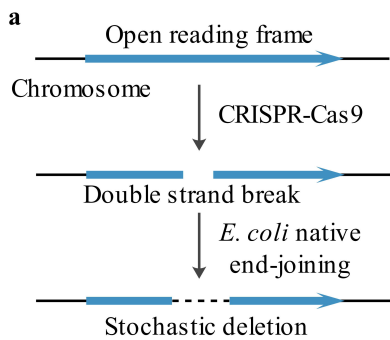 a
Open reading frame
Chromosome
CRISPR-Cas9
Double strand break
E. coli native
end-joining
Stochastic deletion